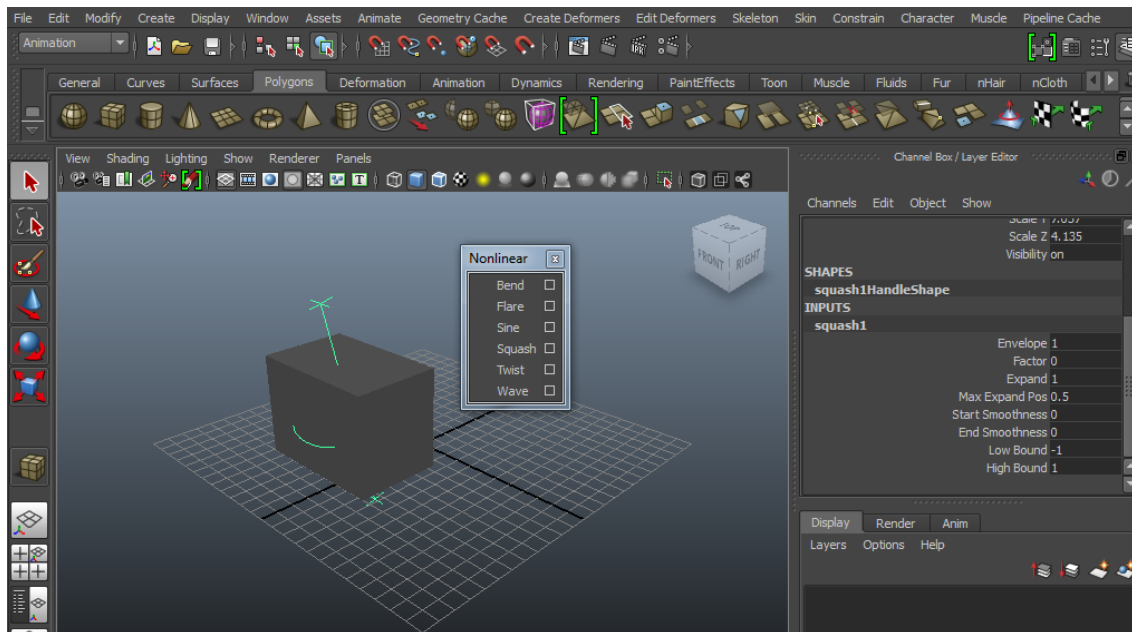 File Edit Modify Create Display Window Assets Animate Geometry Cache Create Deformers Edit Deformers Skeleton Skin Constrain Character Muscle Pipeline Cache
Animation
General Curves Surfaces Polygons Deformation Animation Dynamics Rendering PaintEffects Toon Muscle Fluids Fur nHair nCloth
View Shading Lighting Show Renderer Panels
Channel Box / Layer Editor
Channels Edit Object Show
Scale Y 7.057
Scale Z 4.135
Visibility on
SHAPES
squash1HandleShape
INPUTS
squash1
Envelope 1
Factor 0
Expand 1
Max Expand Pos 0.5
Start Smoothness 0
End Smoothness 0
Low Bound -1
High Bound 1
TOP
FRONT RIGHT
Nonlinear
Bend
Flare
Sine
Squash
Twist
Wave
Display Render Anim
Layers Options Help